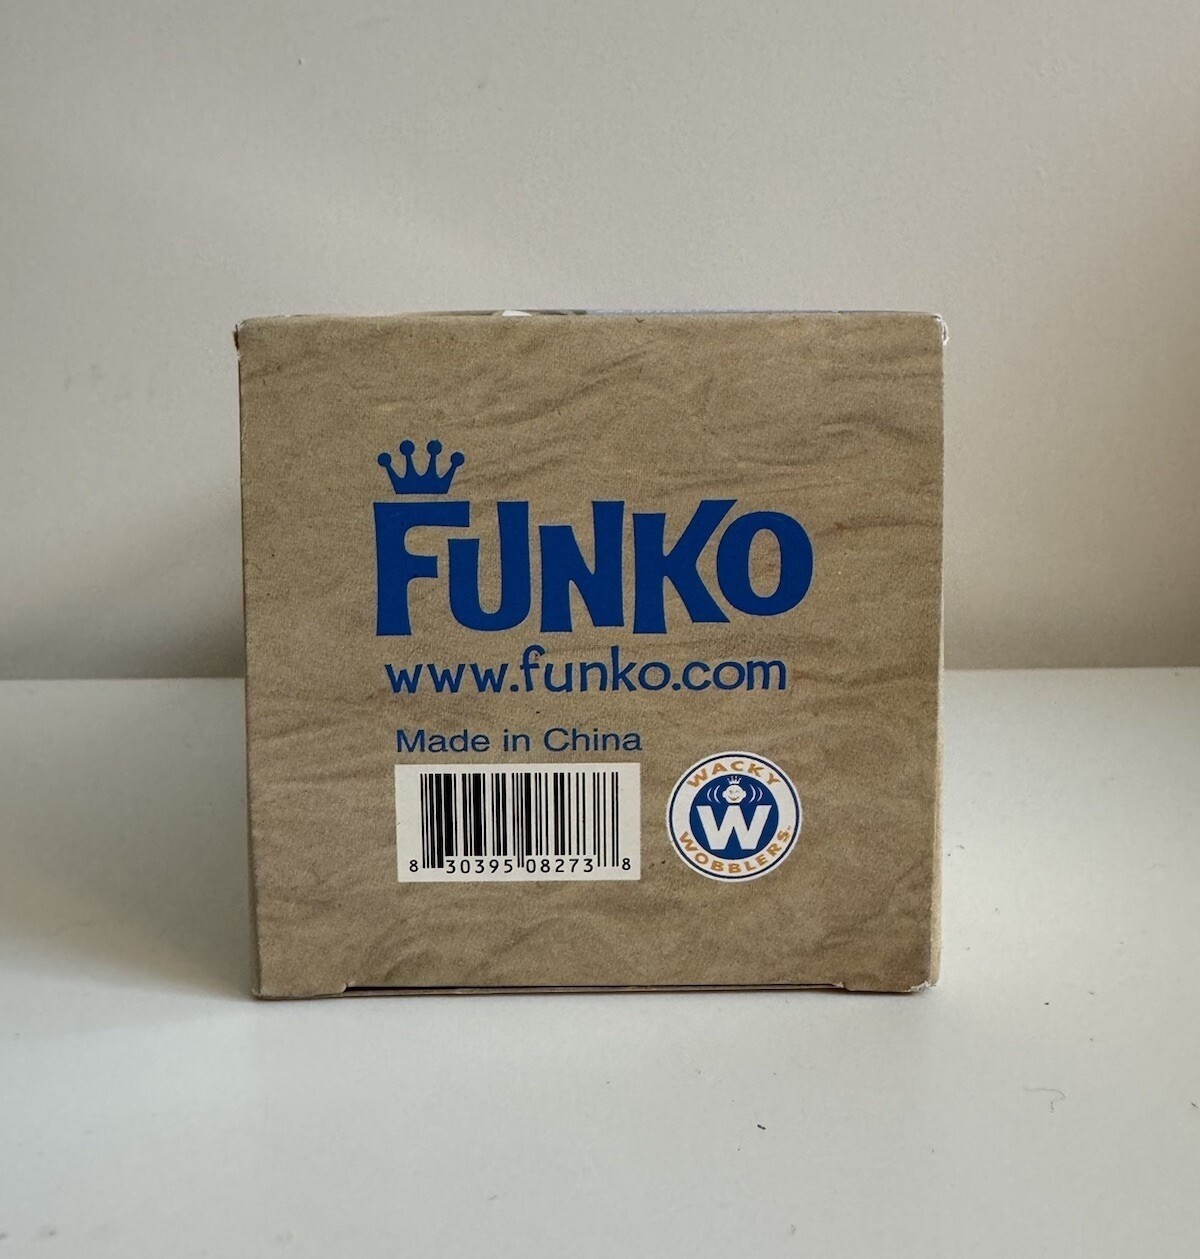 FUNKO
www.funko.com
Made in China
8 30395 08273 8
WACKY
W
WOBBLERS